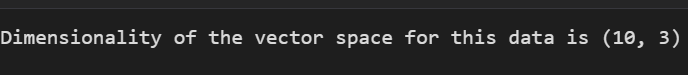 Dimensionality of the vector space for this data is (10, 3)